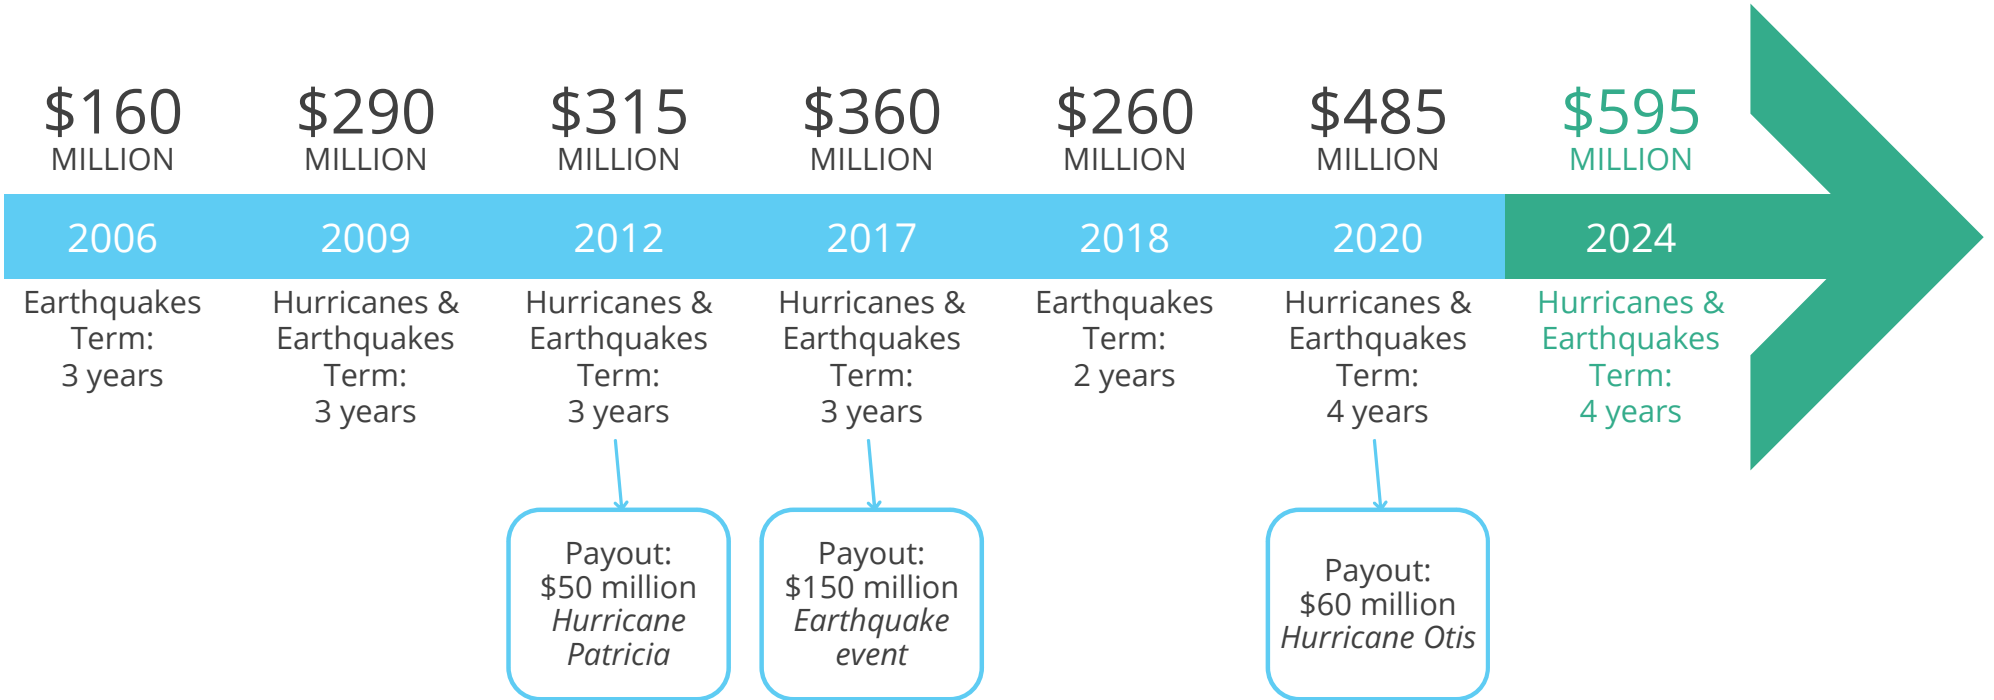 $160
MILLION
$290
MILLION
$315
MILLION
$360
MILLION
$260
MILLION
$485
MILLION
$595
MILLION
2006
2009
2012
2017
2018
2020
2024
Earthquakes
Term:
3 years
Hurricanes &
Earthquakes
Term:
3 years
Hurricanes &
Earthquakes
Term:
3 years
Hurricanes &
Earthquakes
Term:
3 years
Earthquakes
Term:
2 years
Hurricanes &
Earthquakes
Term:
4 years
Hurricanes &
Earthquakes
Term:
4 years
Payout:
$50 million
Hurricane
Patricia
Payout:
$150 million
Earthquake
event
Payout:
$60 million
Hurricane Otis